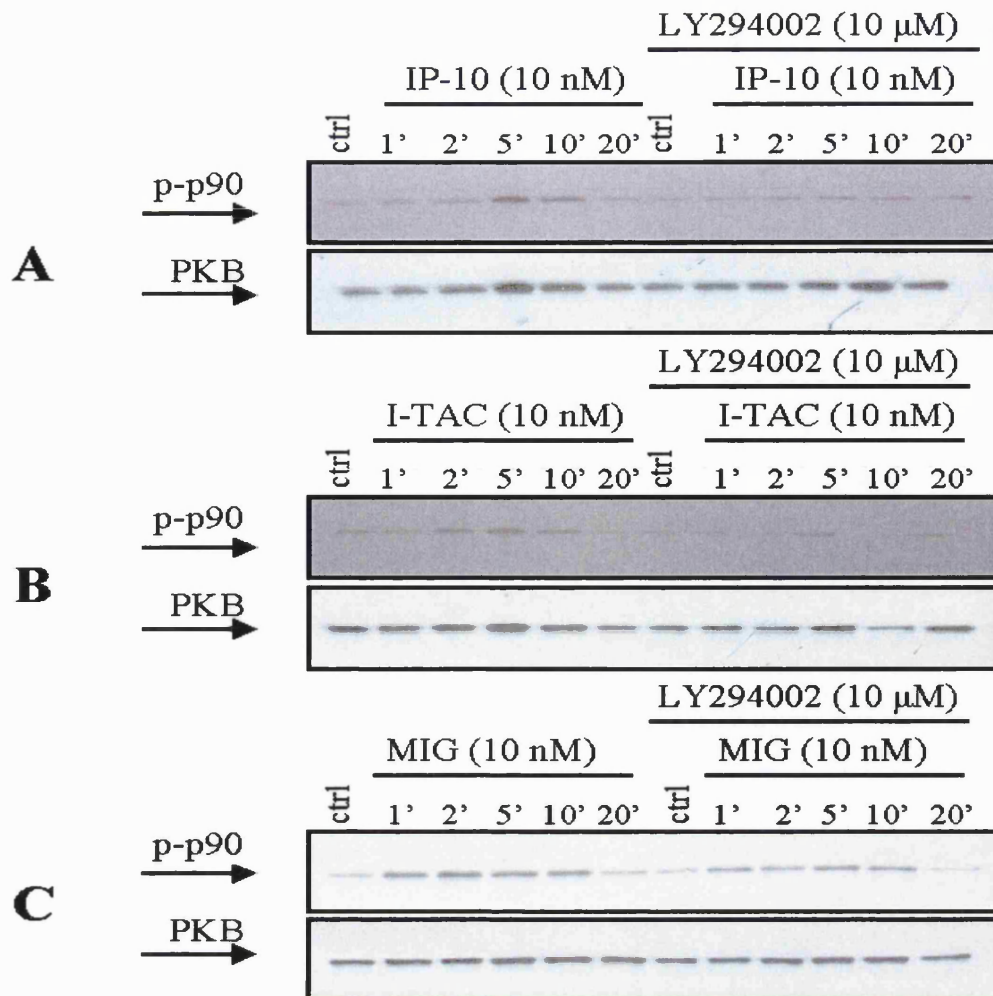 LY294002 (10 µM)
IP-10 (10 nM) IP-10 (10 nM)
ctrl 1’ 2’ 5’ 10’ 20’ ctrl 1’ 2’ 5’ 10’ 20’
p-p90
A
PKB
LY294002 (10 µM)
I-TAC (10 nM) I-TAC (10 nM)
ctrl 1’ 2’ 5’ 10’ 20’ ctrl 1’ 2’ 5’ 10’ 20’
p-p90
B
PKB
LY294002 (10 µM)
MIG (10 nM) MIG (10 nM)
ctrl 1’ 2’ 5’ 10’ 20’ ctrl 1’ 2’ 5’ 10’ 20’
p-p90
C
PKB